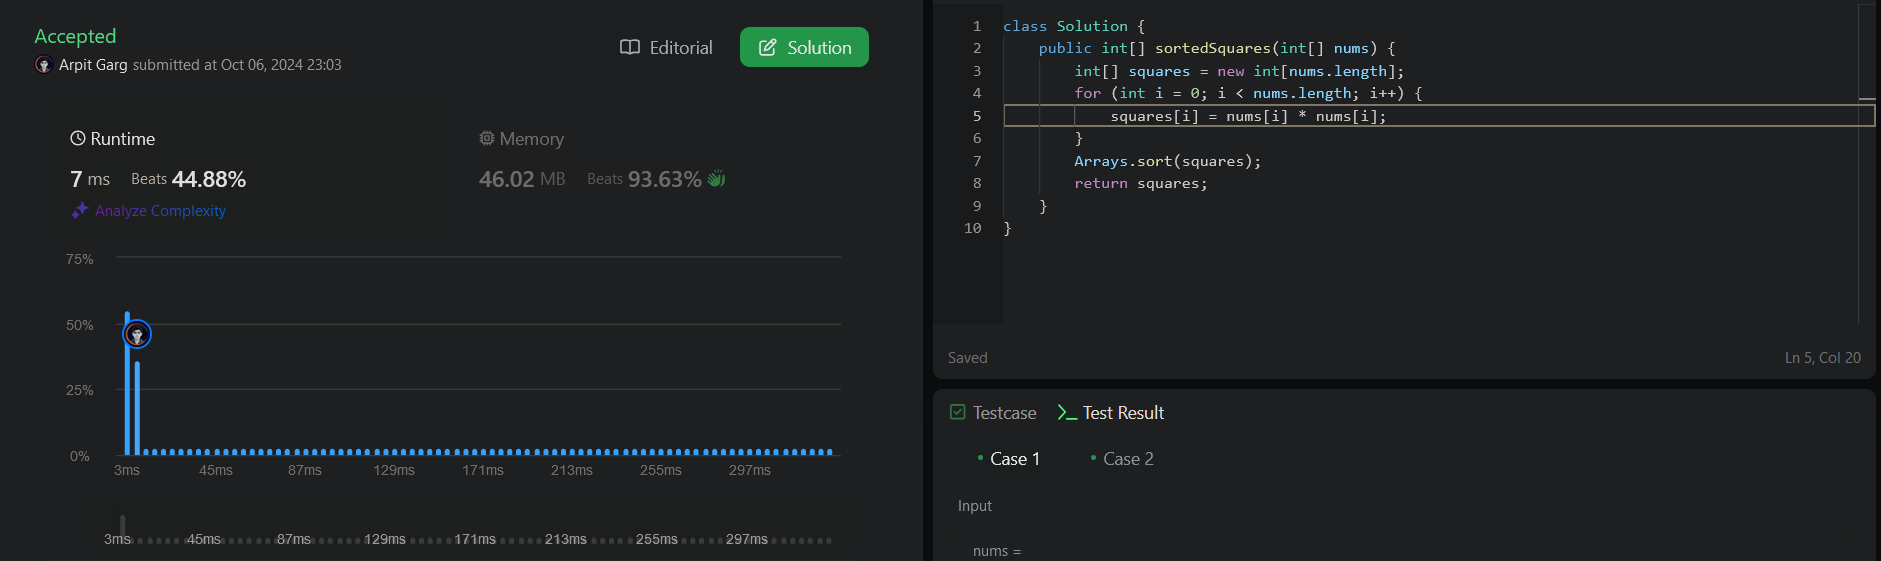 Accepted
Arpit Garg submitted at Oct 06, 2024 23:03
Editorial
Solution
Runtime
7 ms Beats 44.88%
Analyze Complexity
Memory
46.02 MB Beats 93.63%
75%
50%
25%
0%
3ms 45ms 87ms 129ms 171ms 213ms 255ms 297ms
3ms 45ms 87ms 129ms 171ms 213ms 255ms 297ms
1 class Solution {
2 public int[] sortedSquares(int[] nums) {
3 int[] squares = new int[nums.length];
4 for (int i = 0; i < nums.length; i++) {
5 squares[i] = nums[i] * nums[i];
6 }
7 Arrays.sort(squares);
8 return squares;
9 }
10 }
Saved Ln 5, Col 20
Testcase >_ Test Result
• Case 1 • Case 2
Input
nums =